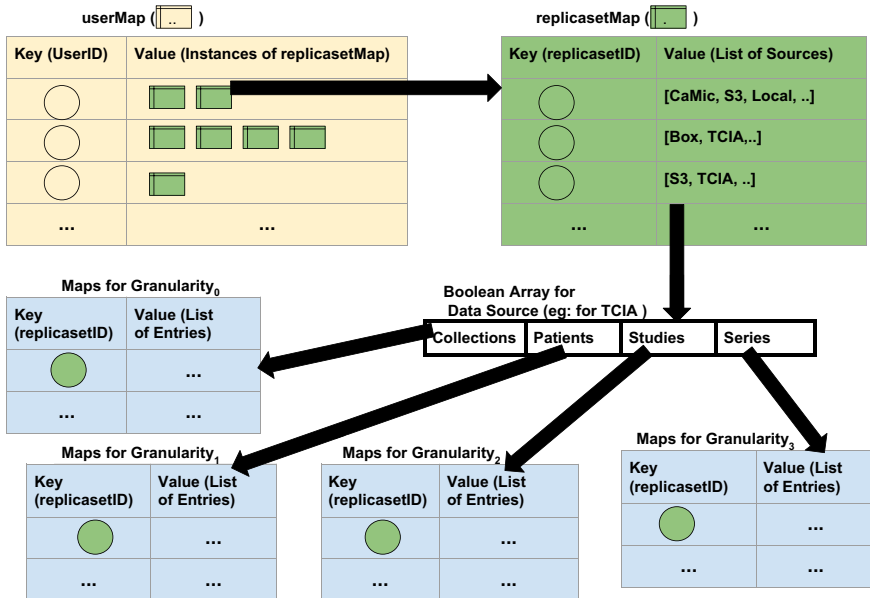 userMap ( .. )
replicasetMap ( . )
Key (UserID) Value (Instances of replicasetMap)
Key (replicasetID) Value (List of Sources)
[CaMic, S3, Local, ..]
[Box, TCIA,..]
[S3, TCIA, ..]
... ...
... ...
Maps for Granularity0
Boolean Array for
Data Source (eg: for TCIA )
Key
(replicasetID)
Value (List
of Entries)
...
... ...
Collections Patients Studies Series
Maps for Granularity1
Key
(replicasetID)
Value (List
of Entries)
...
... ...
Maps for Granularity2
Key
(replicasetID)
Value (List
of Entries)
...
... ...
Maps for Granularity3
Key
(replicasetID)
Value (List
of Entries)
...
... ...